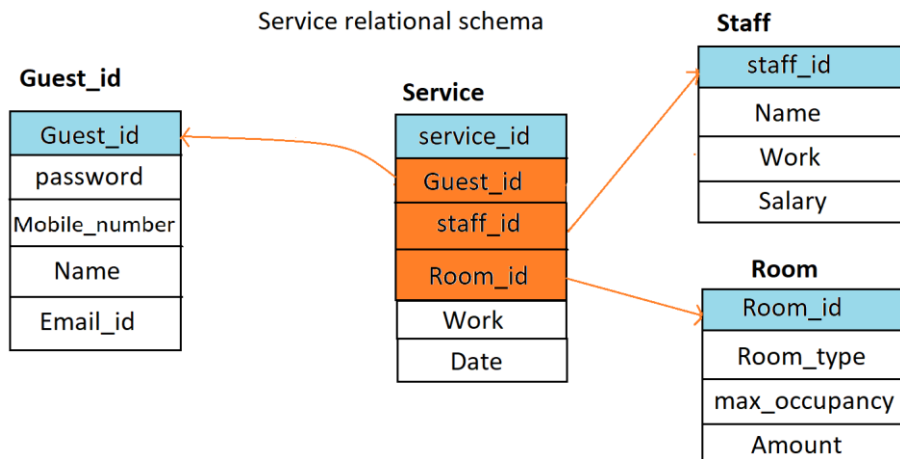 Service relational schema
Guest_id
Guest_id
password
Mobile_number
Name
Email_id
Service
service_id
Guest_id
staff_id
Room_id
Work
Date
Staff
staff_id
Name
Work
Salary
Room
Room_id
Room_type
max_occupancy
Amount